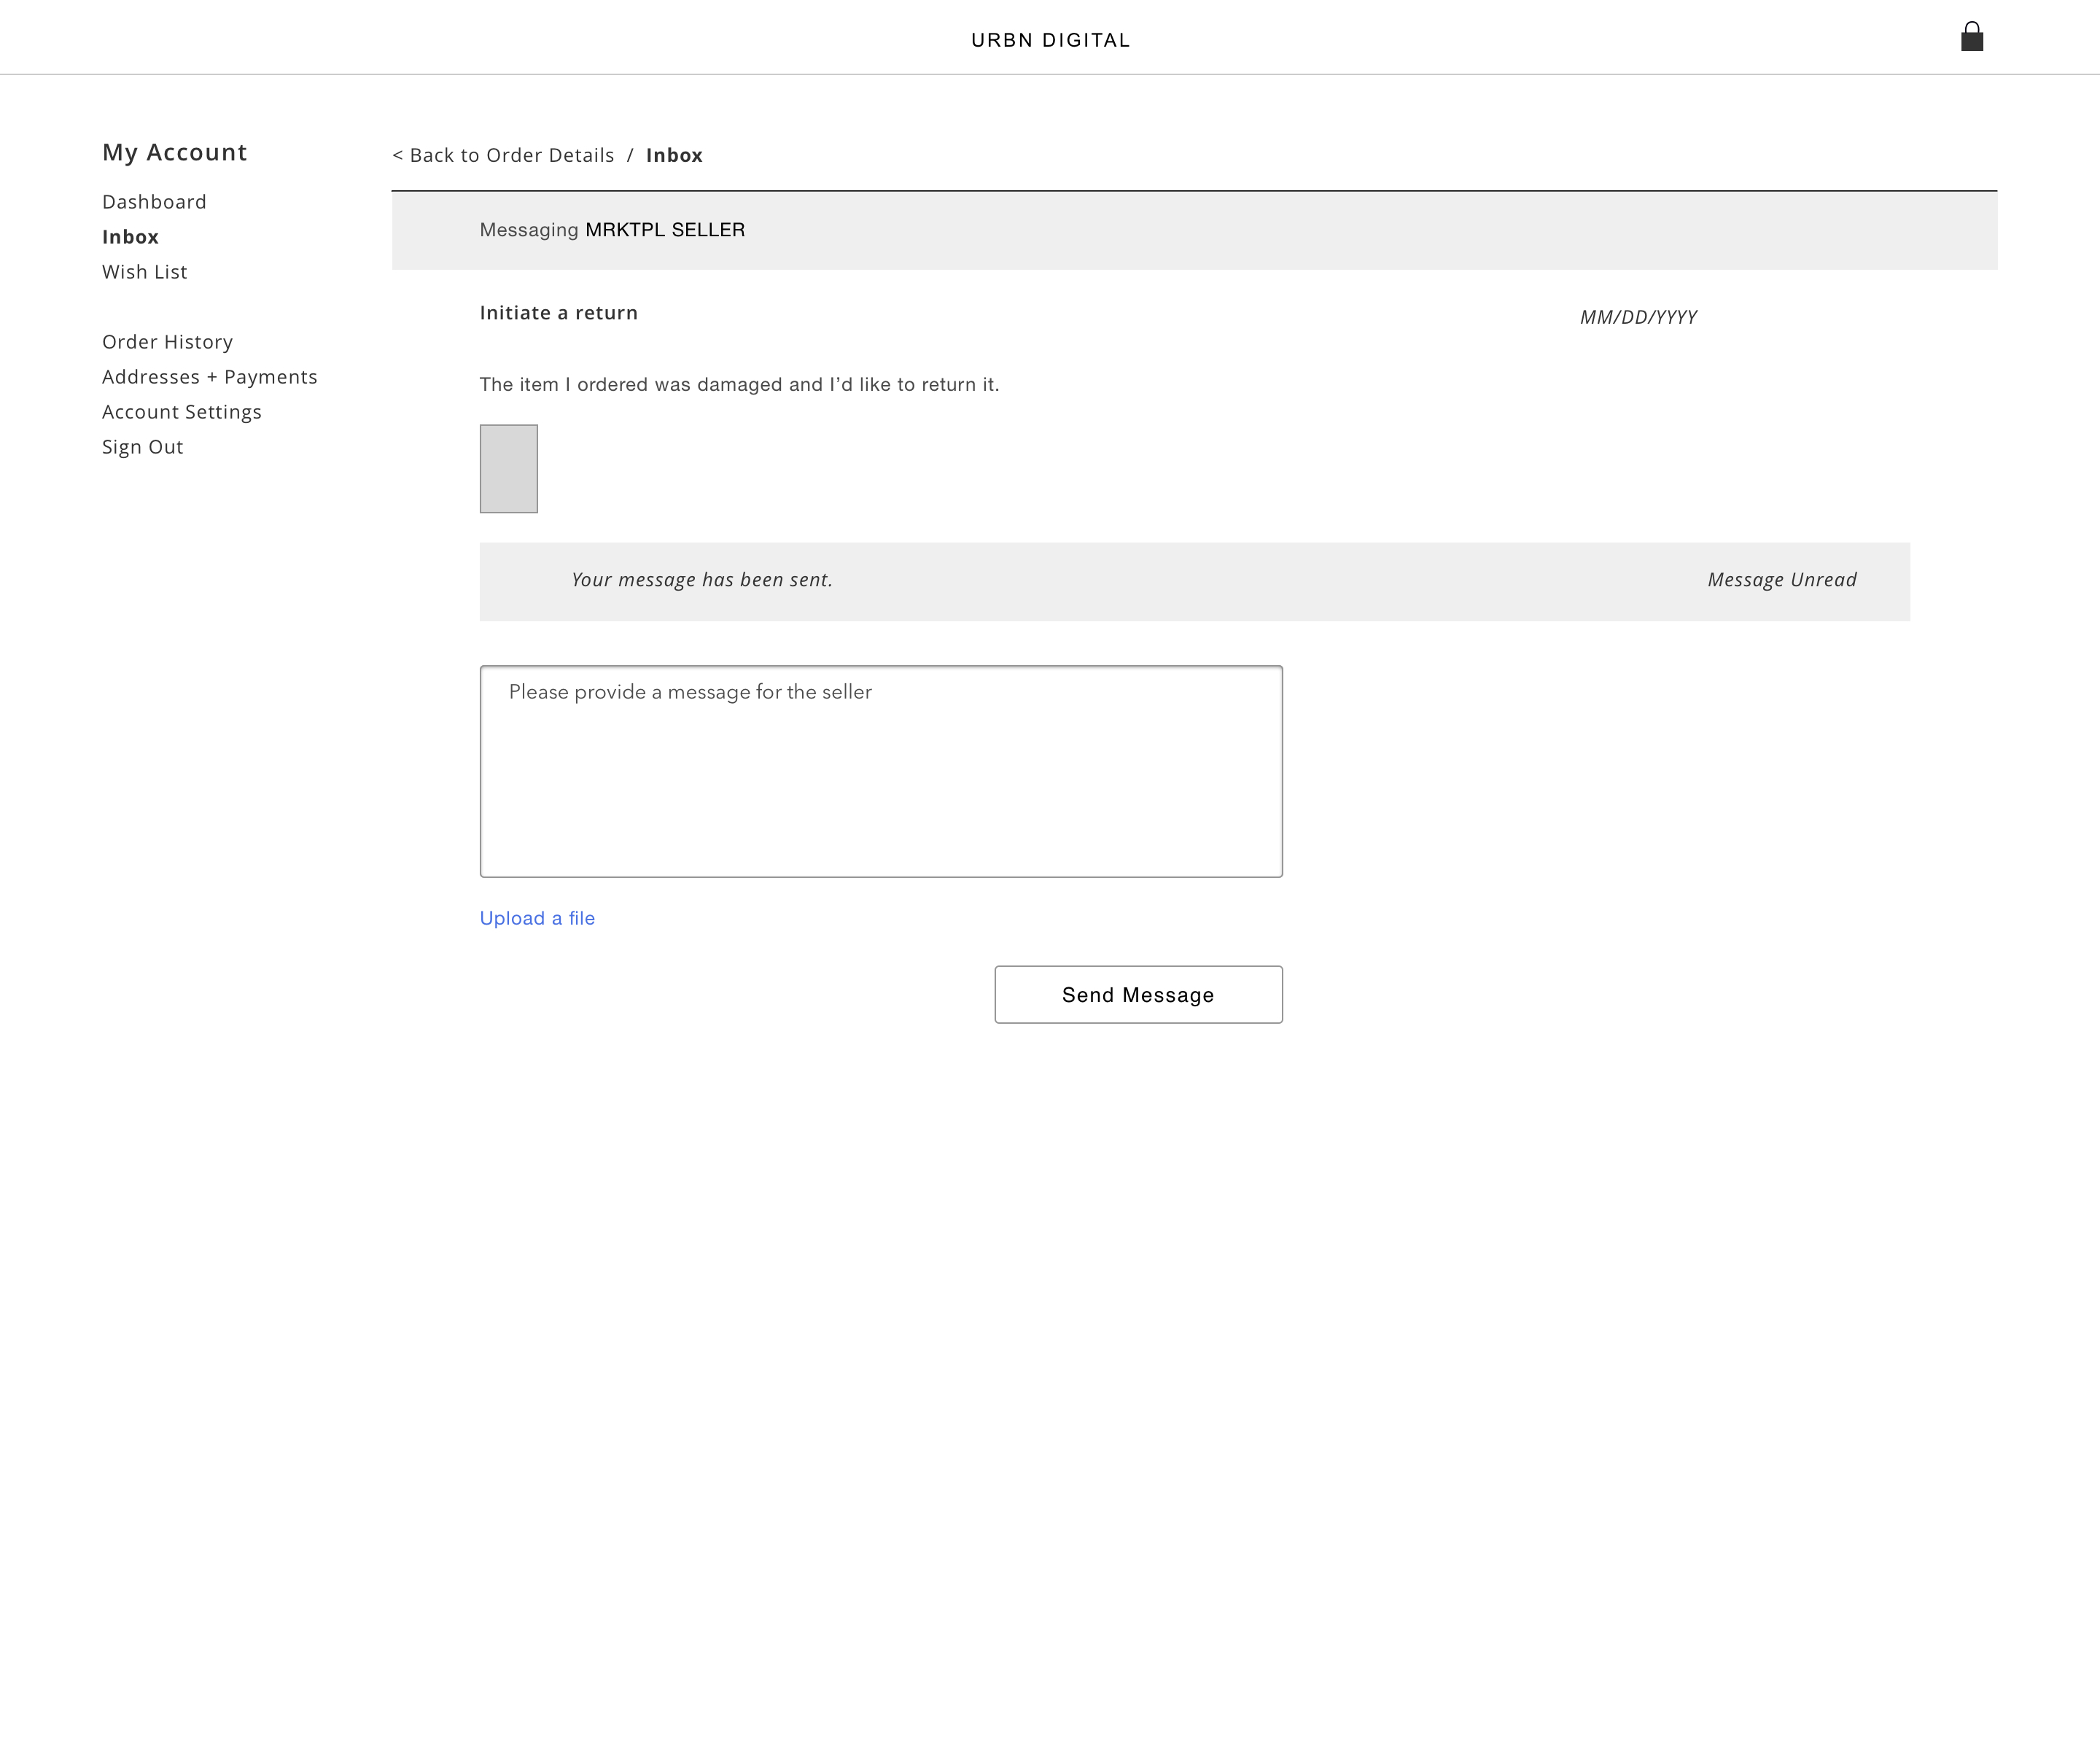 URBN DIGITAL
My Account
Dashboard
Inbox
Wish List
Order History
Addresses + Payments
Account Settings
Sign Out
< Back to Order Details / Inbox
Messaging MRKTPL SELLER
Initiate a return
MM/DD/YYYY
The item I ordered was damaged and I’d like to return it.
Your message has been sent.
Message Unread
Please provide a message for the seller
Upload a file
Send Message